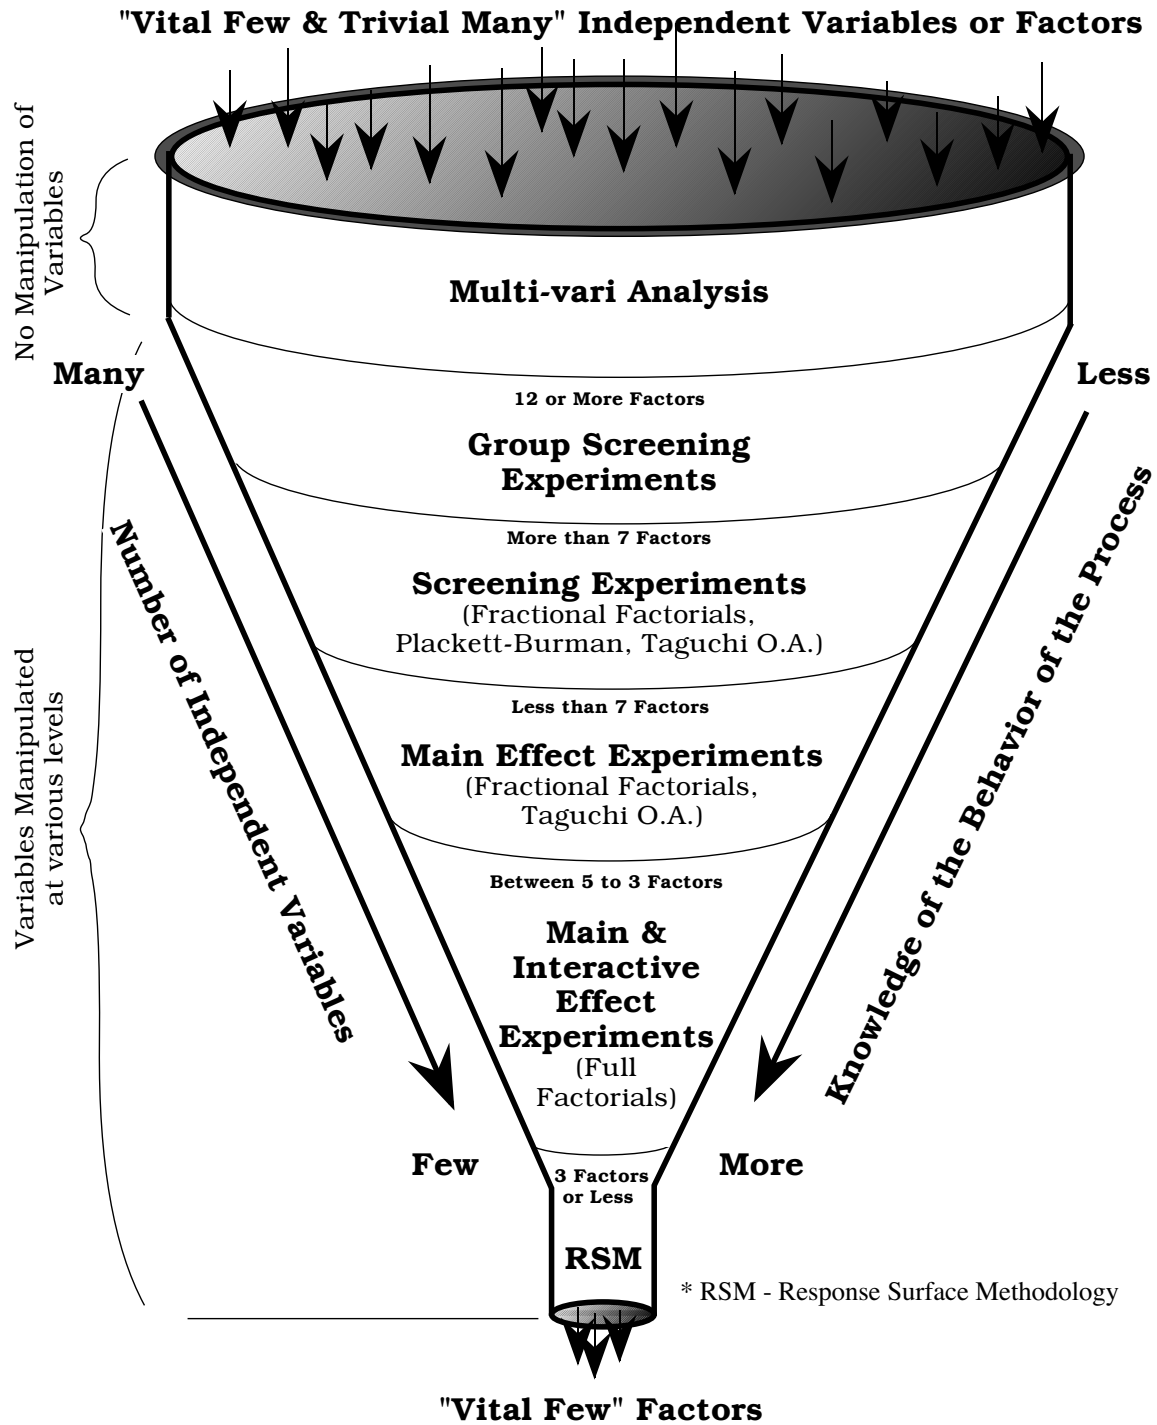 "Vital Few & Trivial Many" Independent Variables or Factors
No Manipulation of
Variables
Multi-vari Analysis
Many
Less
12 or More Factors
Group Screening
Experiments
More than 7 Factors
Screening Experiments
(Fractional Factorials,
Plackett-Burman, Taguchi O.A.)
Less than 7 Factors
Main Effect Experiments
(Fractional Factorials,
Taguchi O.A.)
Between 5 to 3 Factors
Main &
Interactive
Effect
Experiments
(Full
Factorials)
Number of Independent Variables
Knowledge of the Behavior of the Process
Variables Manipulated
at various levels
Few
More
3 Factors
or Less
RSM
* RSM - Response Surface Methodology
"Vital Few" Factors